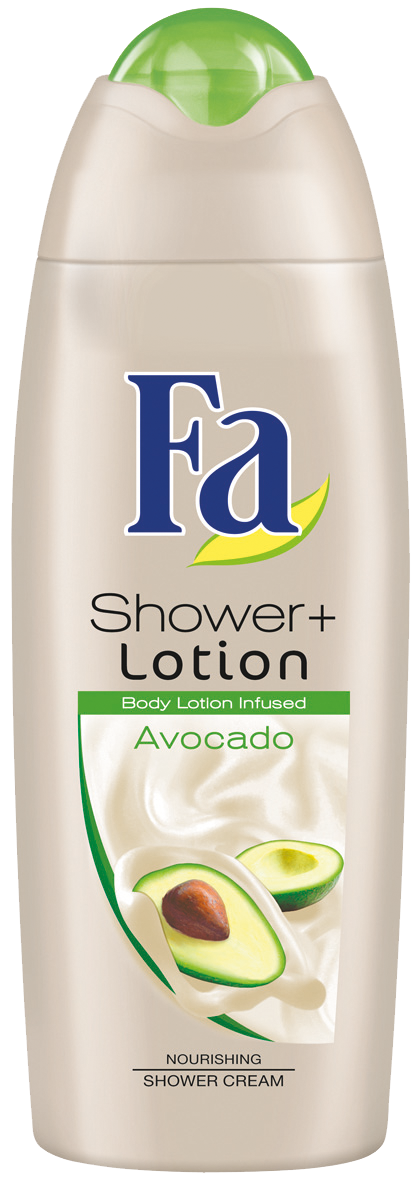 Fa
Shower+
Lotion
Body Lotion Infused
Avocado
NOURISHING
SHOWER CREAM